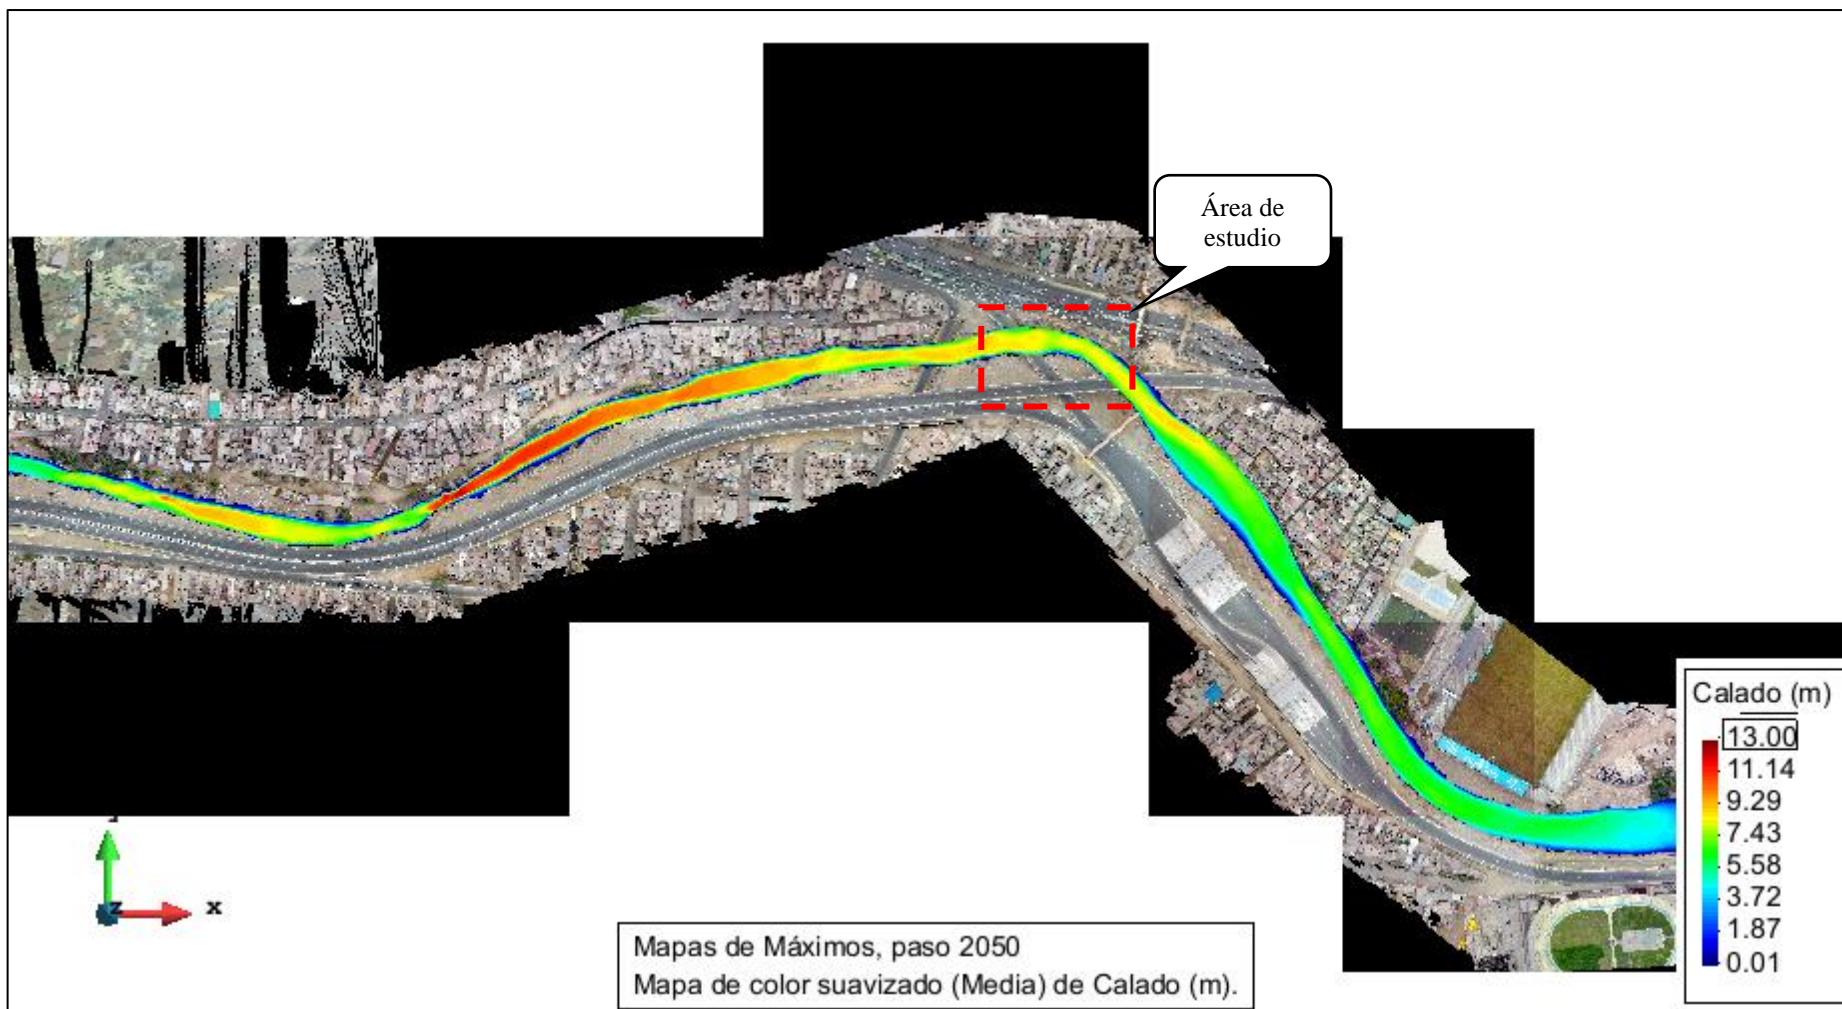 Área de
estudio
Calado (m)
13.00
11.14
9.29
7.43
5.58
3.72
1.87
0.01
z
x
Mapas de Máximos, paso 2050
Mapa de color suavizado (Media) de Calado (m).